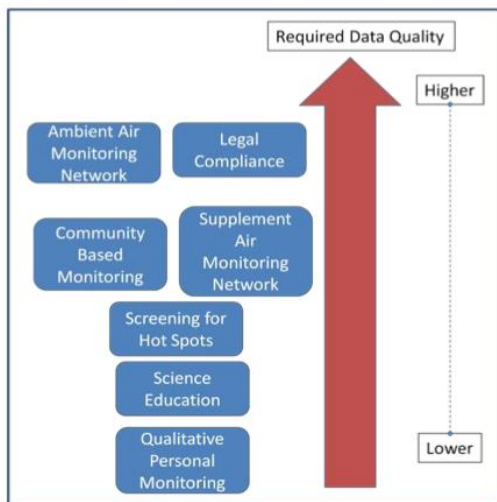 Required Data Quality
Higher
Ambient Air
Monitoring
Network
Legal
Compliance
Community
Based
Monitoring
Supplement
Air
Monitoring
Network
Screening for
Hot Spots
Science
Education
Qualitative
Personal
Monitoring
Lower